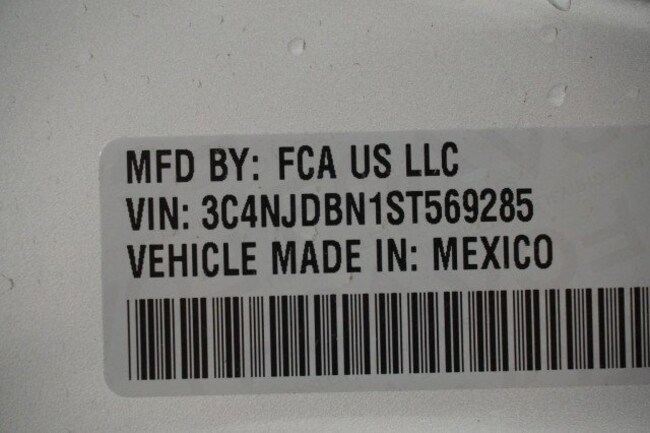 MFD BY: FCA US LLC
VIN: 3C4NJDBN1ST569285
VEHICLE MADE IN: MEXICO